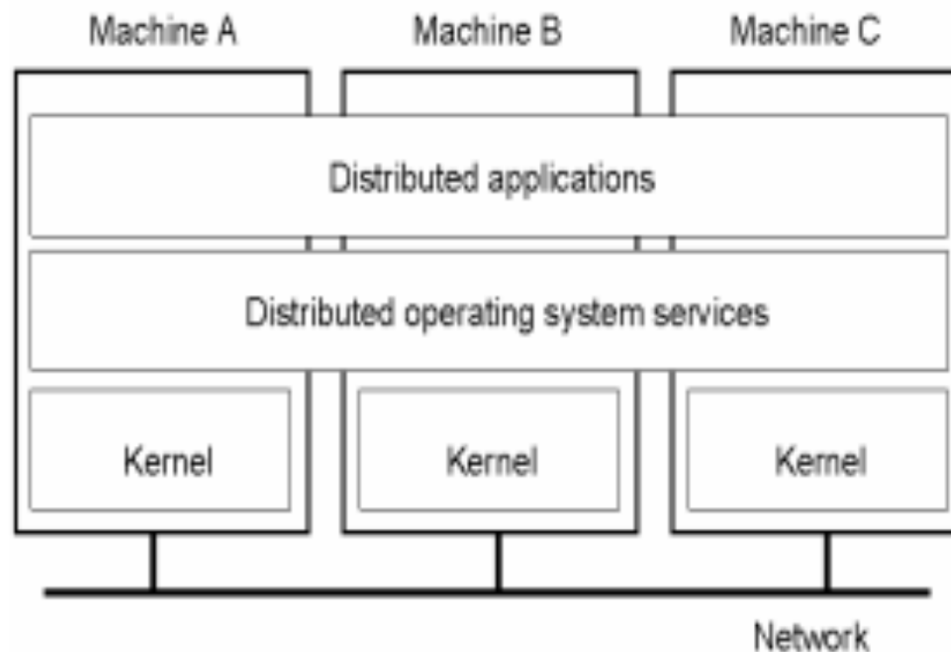 Machine A Machine B Machine C
Distributed applications
Distributed operating system services
Kernel Kernel Kernel
Network